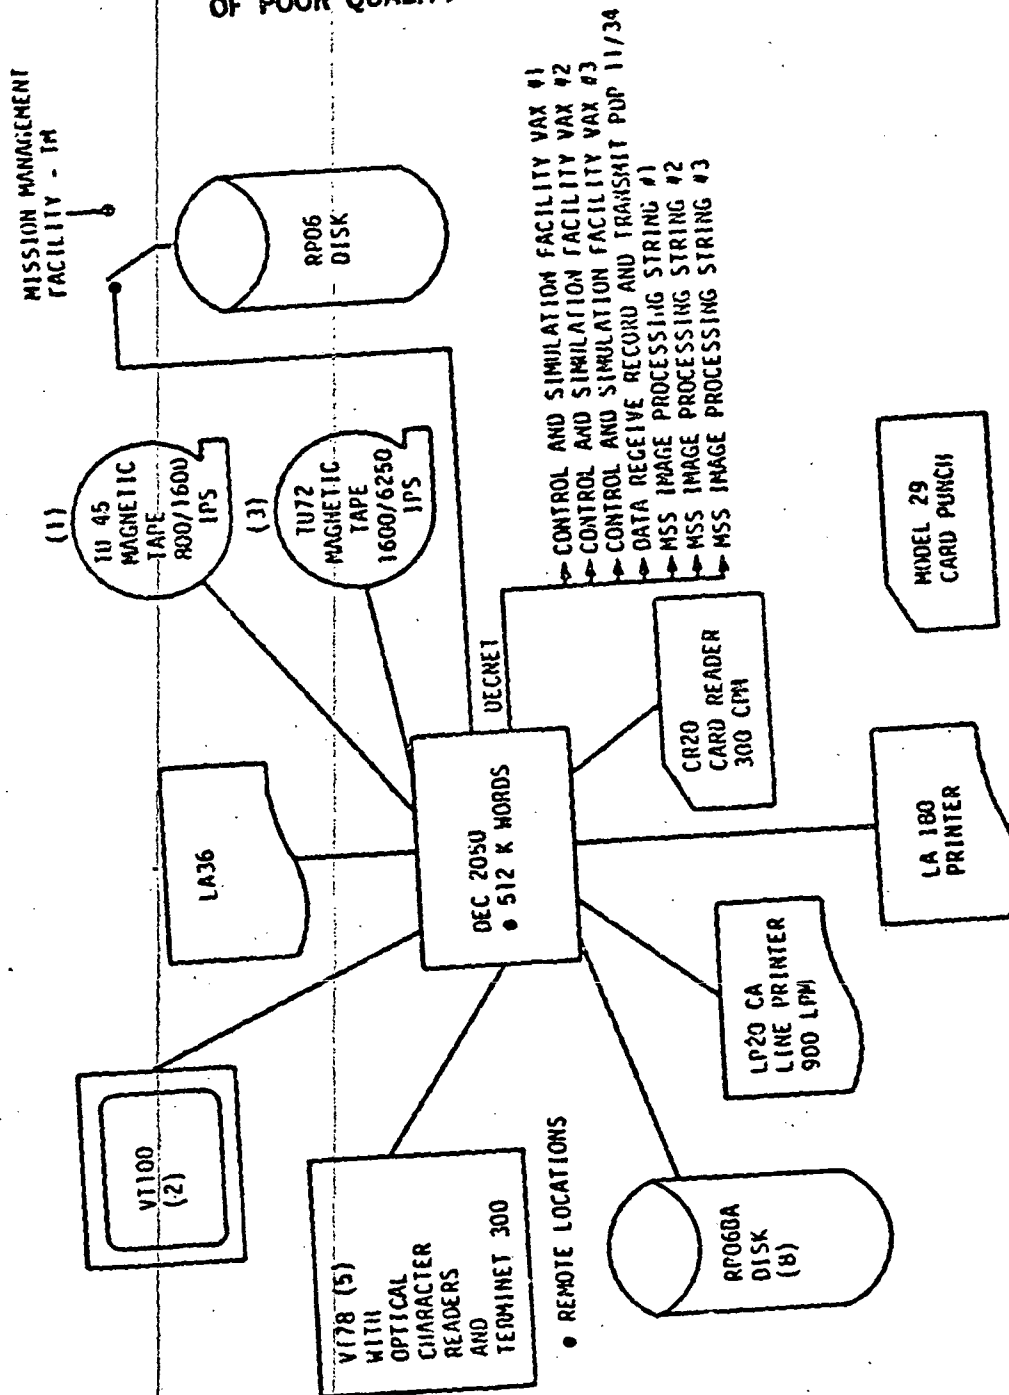 OF POOR QUALITY
MISSION MANAGEMENT
FACILITY - TM
RP06
DISK
(1)
TU 45
MAGNETIC
TAPE
800/1600
IPS
(3)
TU72
MAGNETIC
TAPE
1600/6250
IPS
DECNET
CONTROL AND SIMULATION FACILITY VAX #1
CONTROL AND SIMULATION FACILITY VAX #2
CONTROL AND SIMULATION FACILITY VAX #3
DATA RECEIVE RECORD AND TRANSMIT PDP 11/34
MSS IMAGE PROCESSING STRING #1
MSS IMAGE PROCESSING STRING #2
MSS IMAGE PROCESSING STRING #3
LA36
DEC 2050
• 512 K WORDS
CR20
CARD READER
300 CPM
MODEL 29
CARD PUNCH
VT100
(2)
VT78 (5)
WITH
OPTICAL
CHARACTER
READERS
AND
TERMINET 300
• REMOTE LOCATIONS
RP06BA
DISK
(8)
LP20 CA
LINE PRINTER
900 LPM
LA 180
PRINTER